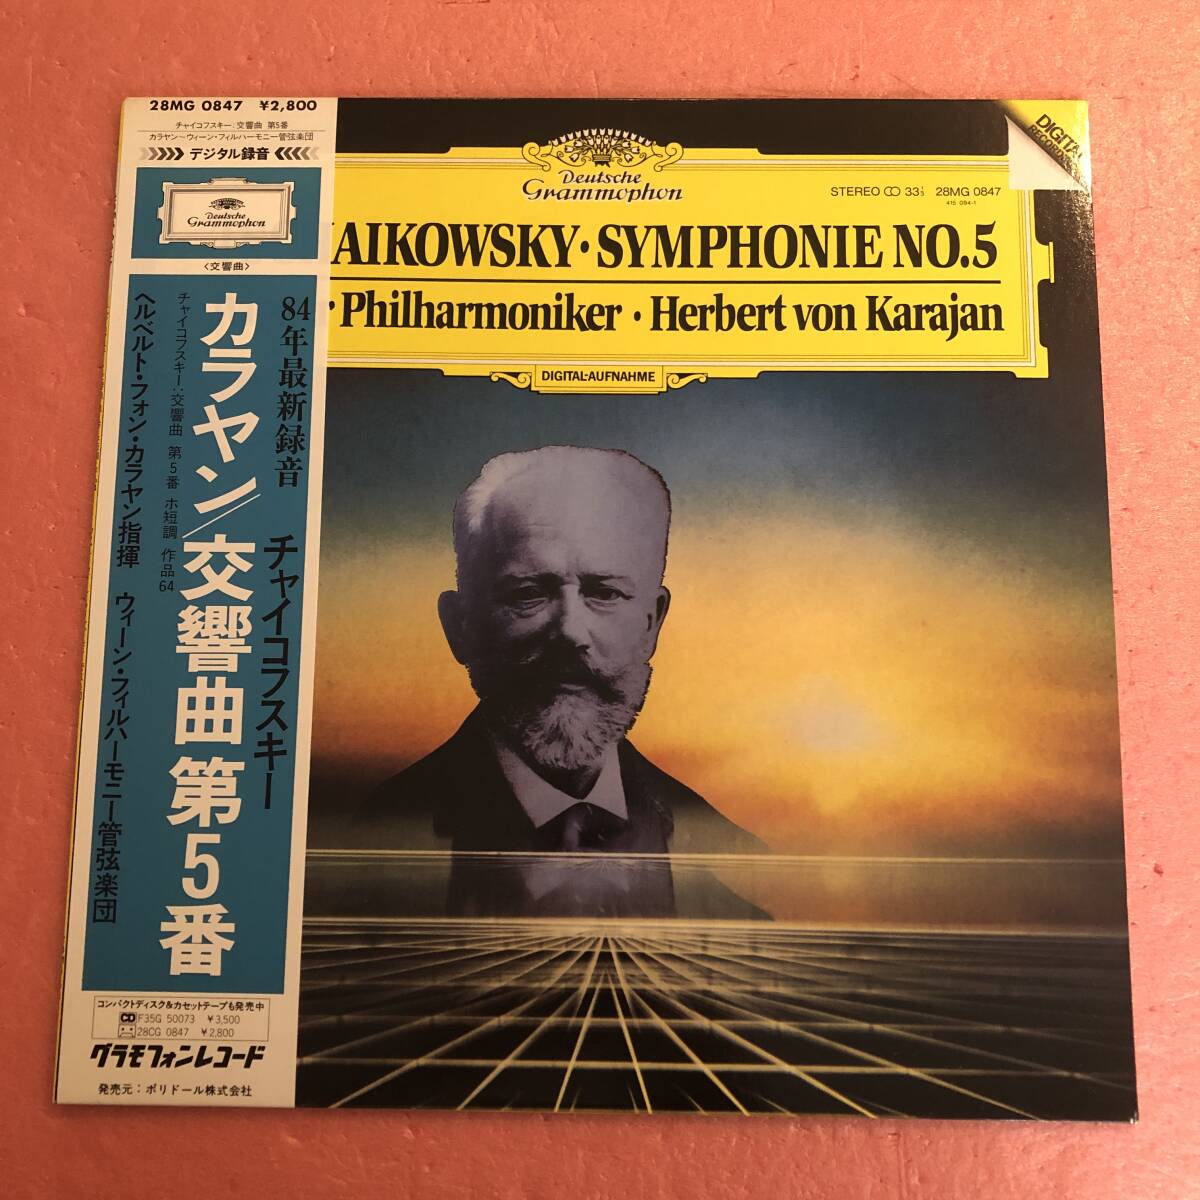 28MG 0847 ¥2,800
チャイコフスキー:交響曲 第5番
カラヤン〜ウィーン・フィルハーモニー管弦楽団
デジタル録音
Deutsche
Grammophon
〈交響曲〉
84年最新録音 チャイコフスキー
カラヤン/交響曲第5番
チャイコフスキー:交響曲 第5番 ホ短調 作品64
ヘルベルト・フォン・カラヤン指揮 ウィーン・フィルハーモニー管弦楽団
コンパクトディスク&カセットテープも発売中
CD F35G 50073 ¥3,500
28CG 0847 ¥2,800
グラモフォンレコード
発売元:ポリドール株式会社
Deutsche
Grammophon
STEREO 33⅓ 28MG 0847
415 094-1
DIGITAL
RECORDING
AIKOWSKY·SYMPHONIE NO.5
r Philharmoniker · Herbert von Karajan
DIGITAL-AUFNAHME